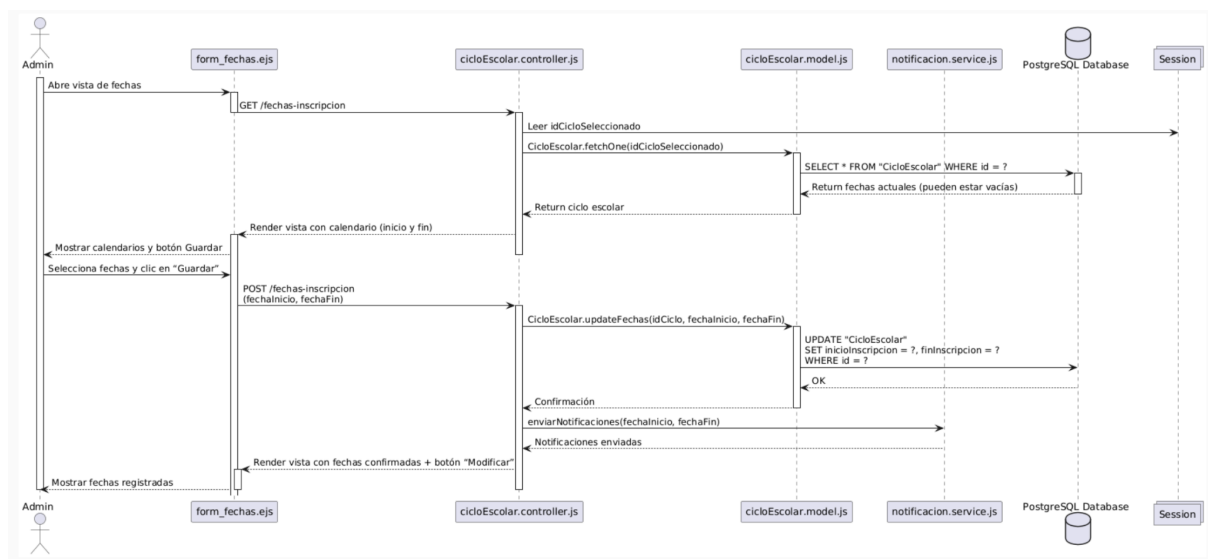 Admin
form_fechas.ejs
cicloEscolar.controller.js
cicloEscolar.model.js
notificacion.service.js
PostgreSQL Database
Session
Abre vista de fechas
GET /fechas-inscripcion
Leer idCicloSeleccionado
CicloEscolar.fetchOne(idCicloSeleccionado)
SELECT * FROM "CicloEscolar" WHERE id = ?
Return fechas actuales (pueden estar vacías)
Return ciclo escolar
Render vista con calendario (inicio y fin)
Mostrar calendarios y botón Guardar
Selecciona fechas y clic en “Guardar”
POST /fechas-inscripcion
(fechaInicio, fechaFin)
CicloEscolar.updateFechas(idCiclo, fechaInicio, fechaFin)
UPDATE "CicloEscolar"
SET inicioInscripcion = ?, finInscripcion = ?
WHERE id = ?
OK
Confirmación
enviarNotificaciones(fechaInicio, fechaFin)
Notificaciones enviadas
Render vista con fechas confirmadas + botón “Modificar”
Mostrar fechas registradas
Admin
form_fechas.ejs
cicloEscolar.controller.js
cicloEscolar.model.js
notificacion.service.js
PostgreSQL Database
Session